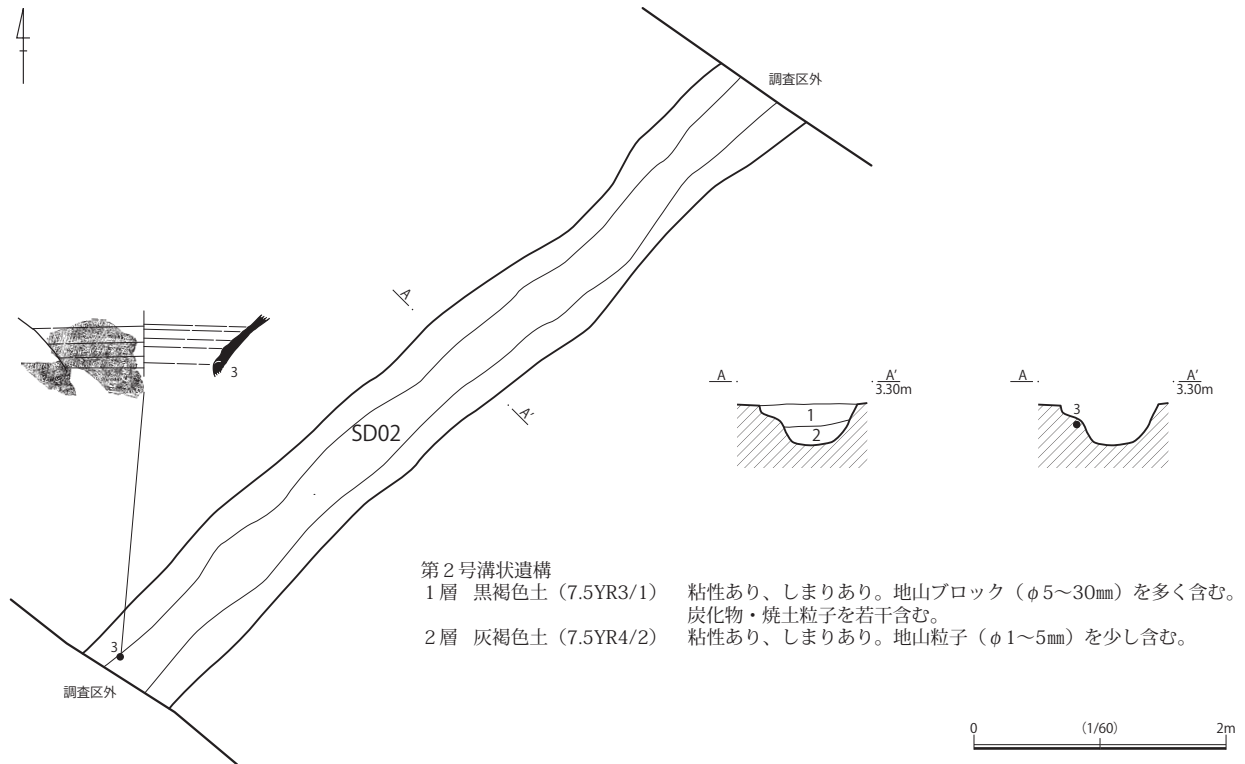 調査区外
A
3
A'
SD02
A
A'
3.30m
1
2
A
A'
3.30m
3
第２号溝状遺構
１層 黒褐色土（7.5YR3/1） 粘性あり、しまりあり。地山ブロック（φ5～30㎜）を多く含む。
炭化物・焼土粒子を若干含む。
２層 灰褐色土（7.5YR4/2） 粘性あり、しまりあり。地山粒子（φ1～5㎜）を少し含む。
3
調査区外
0 (1/60) 2m